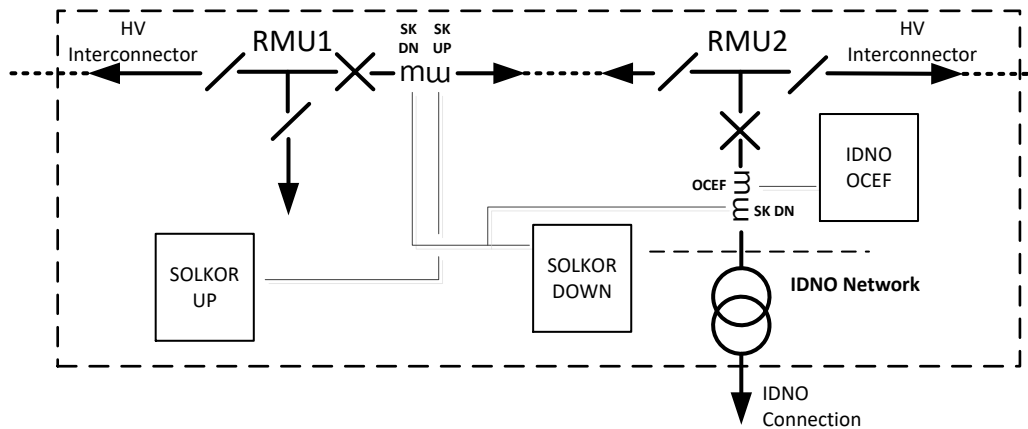 HV
Interconnector
RMU1
SK
DN
SK
UP
RMU2
HV
Interconnector
OCEF
SK DN
IDNO
OCEF
SOLKOR
UP
SOLKOR
DOWN
IDNO Network
IDNO
Connection